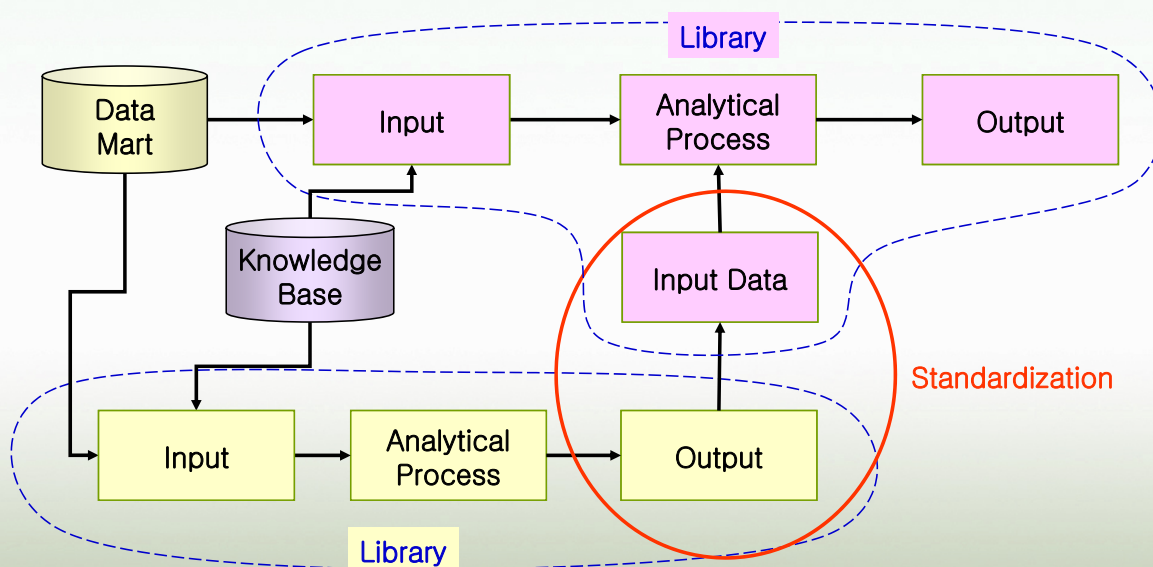 Library
Data
Mart
Input
Analytical
Process
Output
Knowledge
Base
Input Data
Standardization
Input
Analytical
Process
Output
Library